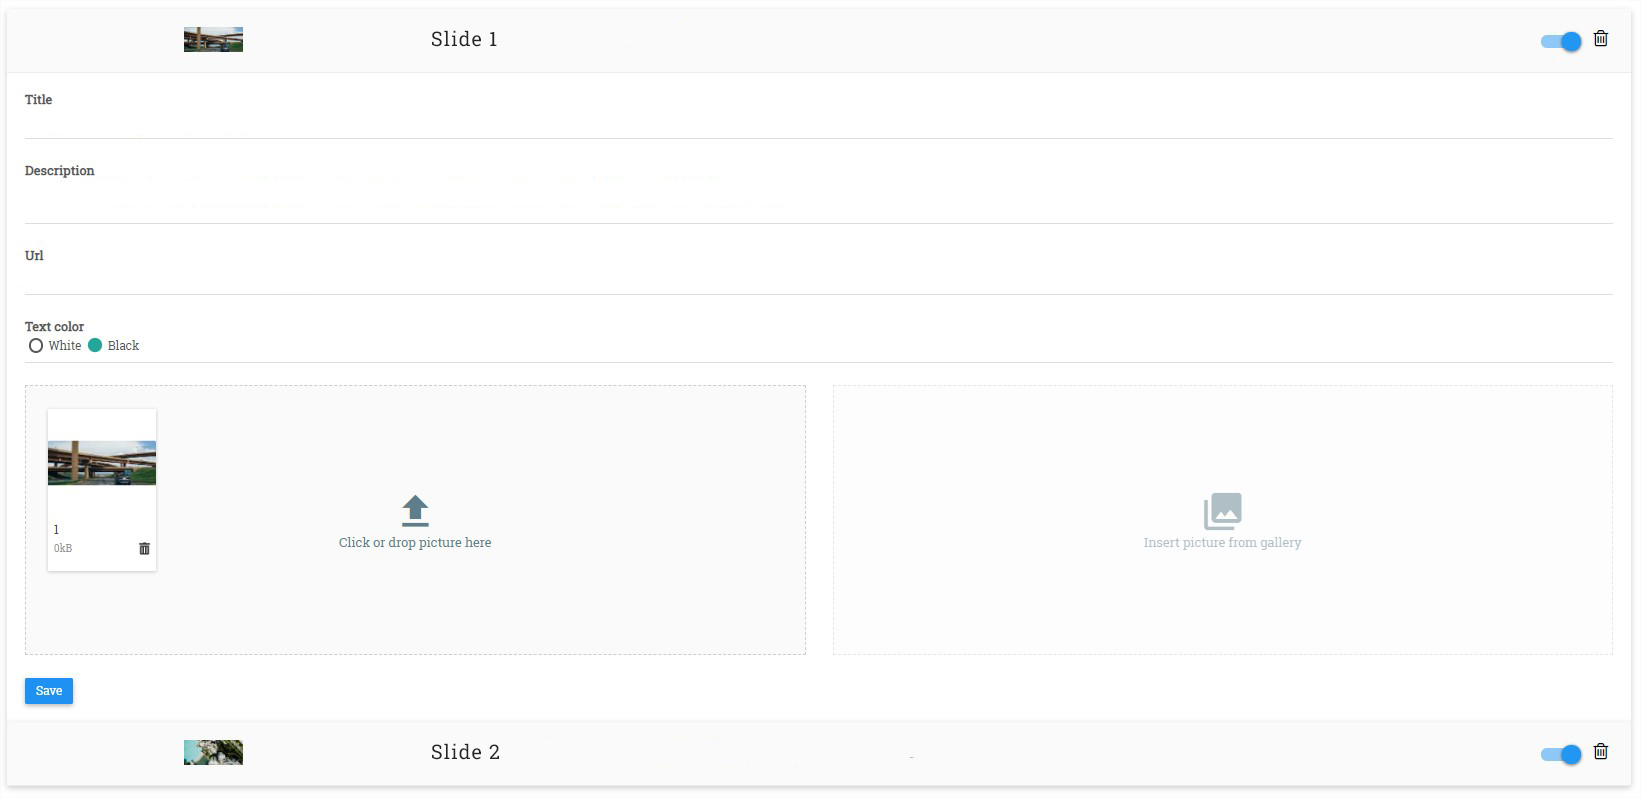 Slide 1
Title
Description
Url
Text color
White Black
1
0kB
Click or drop picture here
Insert picture from gallery
Save
Slide 2